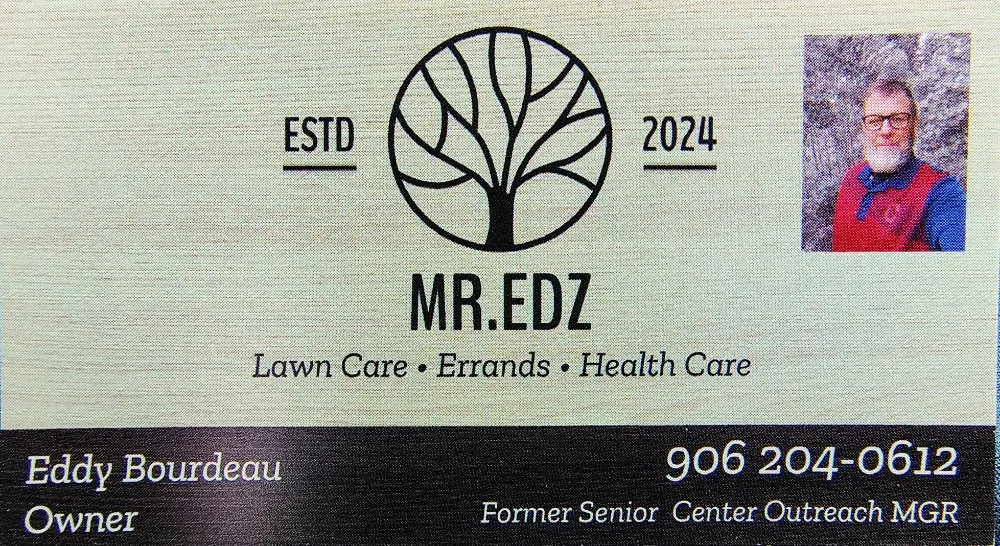 ESTD 2024
MR.EDZ
Lawn Care • Errands • Health Care
Eddy Bourdeau
Owner
906 204-0612
Former Senior Center Outreach MGR